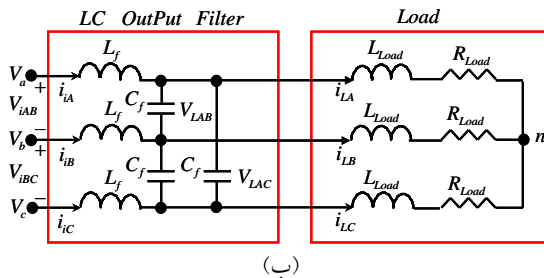 LC OutPut Filter
Load
V_a
+
V_iAB
−
V_b
+
V_iBC
−
V_c
i_iA
i_iB
i_iC
L_f
L_f
L_f
C_f
V_LAB
C_f
C_f
V_LAC
i_LA
i_LB
i_LC
L_Load
R_Load
L_Load
R_Load
L_Load
R_Load
n
(ب)